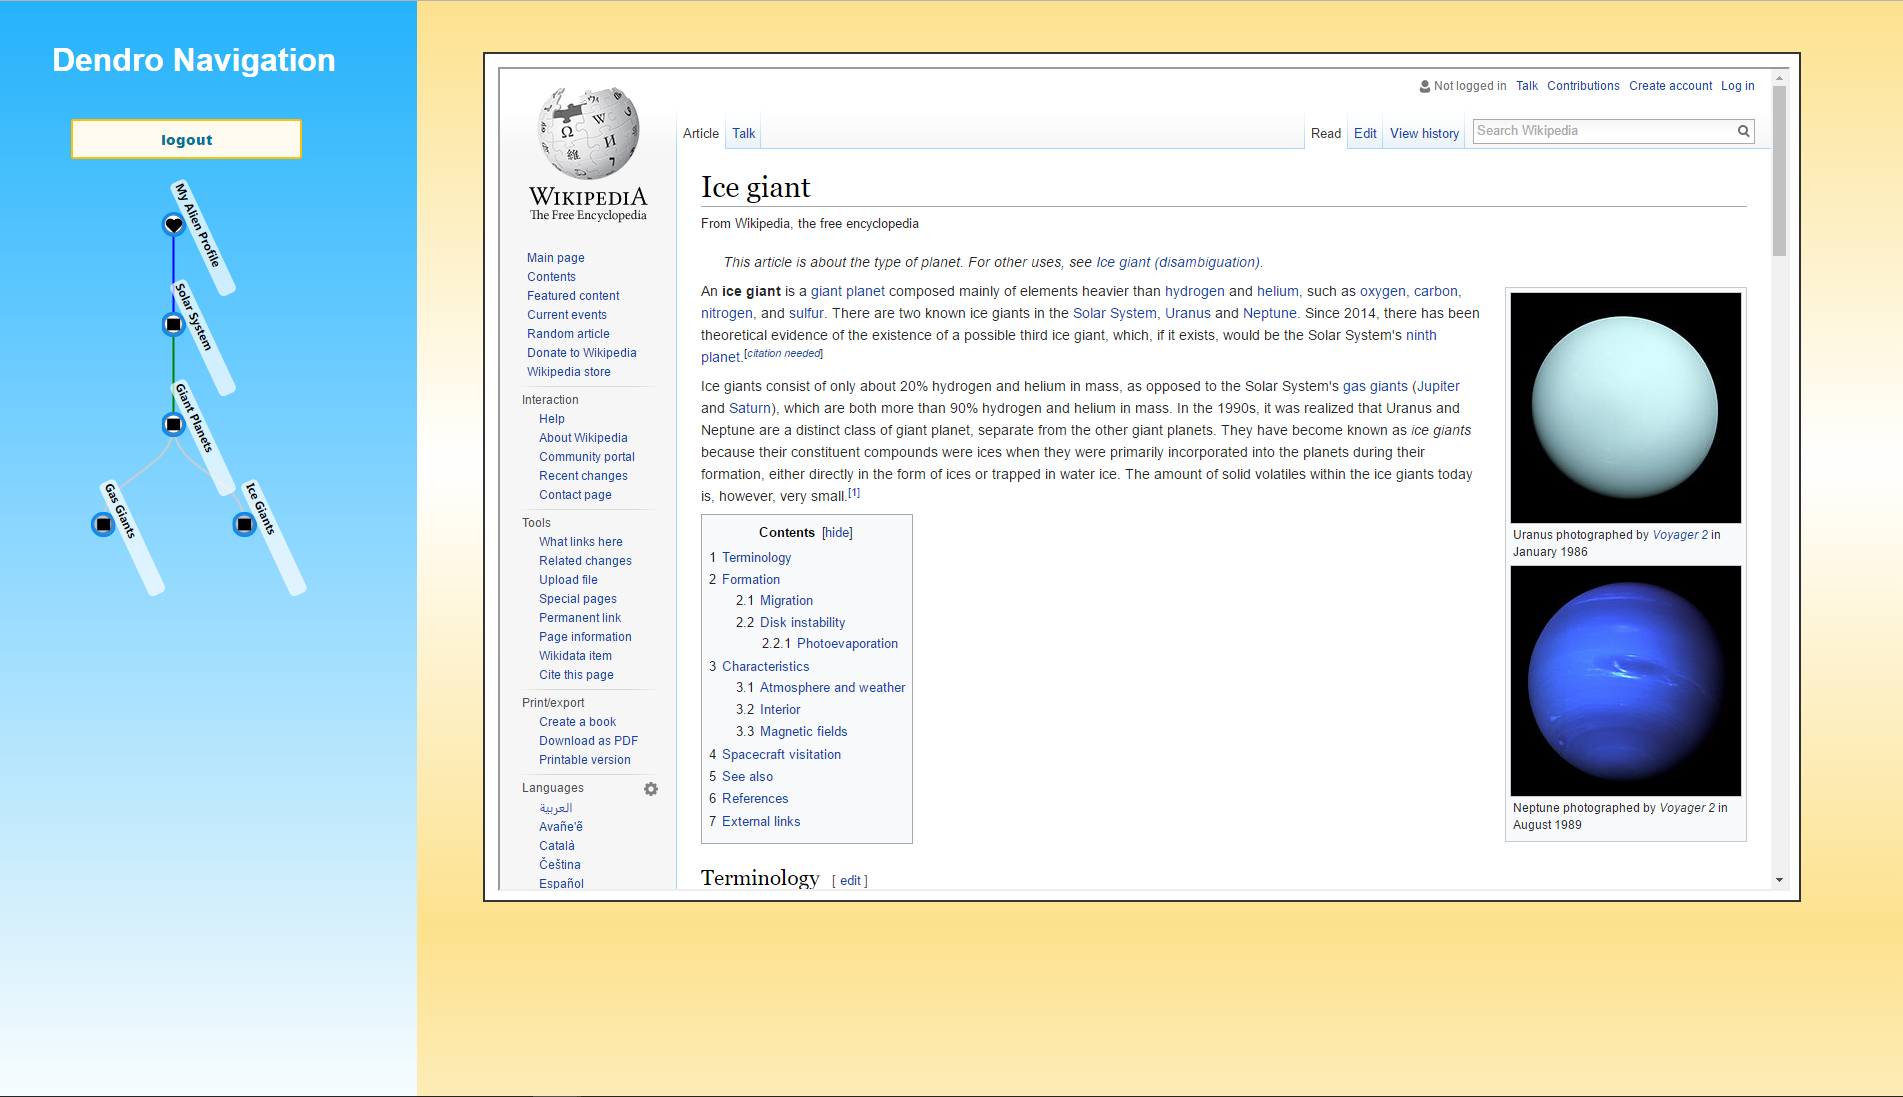 Dendro Navigation
logout
My Alien Profile
Solar System
Giant Planets
Gas Giants
Ice Giants
WIKIPEDIA
The Free Encyclopedia
Main page
Contents
Featured content
Current events
Random article
Donate to Wikipedia
Wikipedia store
Interaction
Help
About Wikipedia
Community portal
Recent changes
Contact page
Tools
What links here
Related changes
Upload file
Special pages
Permanent link
Page information
Wikidata item
Cite this page
Print/export
Create a book
Download as PDF
Printable version
Languages
العربية
Avañe'ẽ
Català
Čeština
Español
Not logged in Talk Contributions Create account Log in
Article Talk Read Edit View history Search Wikipedia
Ice giant
From Wikipedia, the free encyclopedia
This article is about the type of planet. For other uses, see Ice giant (disambiguation).
An ice giant is a giant planet composed mainly of elements heavier than hydrogen and helium, such as oxygen, carbon,
nitrogen, and sulfur. There are two known ice giants in the Solar System, Uranus and Neptune. Since 2014, there has been
theoretical evidence of the existence of a possible third ice giant, which, if it exists, would be the Solar System's ninth
planet.[citation needed]
Ice giants consist of only about 20% hydrogen and helium in mass, as opposed to the Solar System's gas giants (Jupiter
and Saturn), which are both more than 90% hydrogen and helium in mass. In the 1990s, it was realized that Uranus and
Neptune are a distinct class of giant planet, separate from the other giant planets. They have become known as ice giants
because their constituent compounds were ices when they were primarily incorporated into the planets during their
formation, either directly in the form of ices or trapped in water ice. The amount of solid volatiles within the ice giants today
is, however, very small.[1]
Contents [hide]
1 Terminology
2 Formation
2.1 Migration
2.2 Disk instability
2.2.1 Photoevaporation
3 Characteristics
3.1 Atmosphere and weather
3.2 Interior
3.3 Magnetic fields
4 Spacecraft visitation
5 See also
6 References
7 External links
Terminology [ edit ]
Uranus photographed by Voyager 2 in
January 1986
Neptune photographed by Voyager 2 in
August 1989